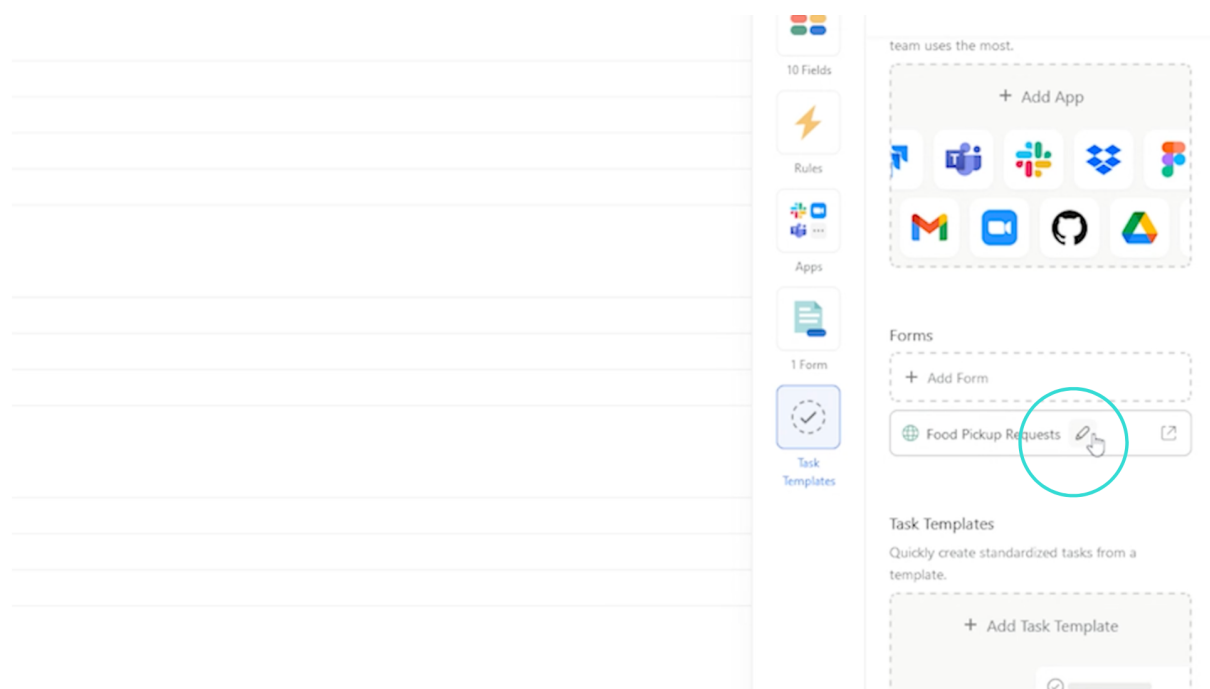 team uses the most.
+ Add App
10 Fields
Rules
Apps
1 Form
Task
Templates
Forms
+ Add Form
Food Pickup Requests
Task Templates
Quickly create standardized tasks from a
template.
+ Add Task Template